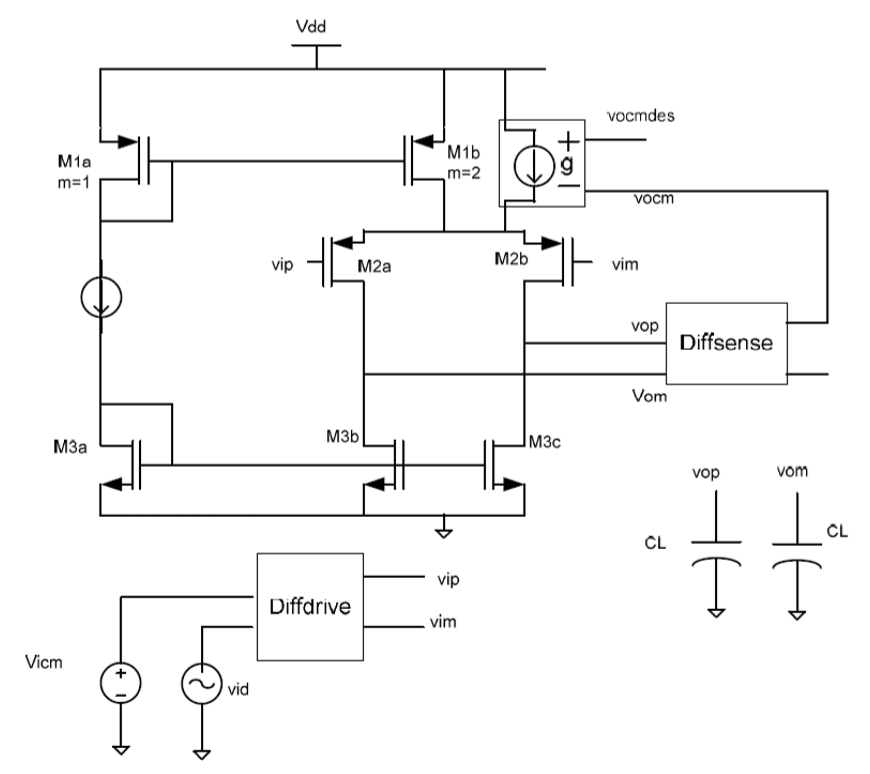 Vdd
vocmdes
+
g
−
M1a
m=1
M1b
m=2
vocm
vip
M2a
M2b
vim
vop
Diffsense
Vom
M3a
M3b
M3c
vop
vom
CL
CL
Diffdrive
vip
vim
Vicm
+
−
vid